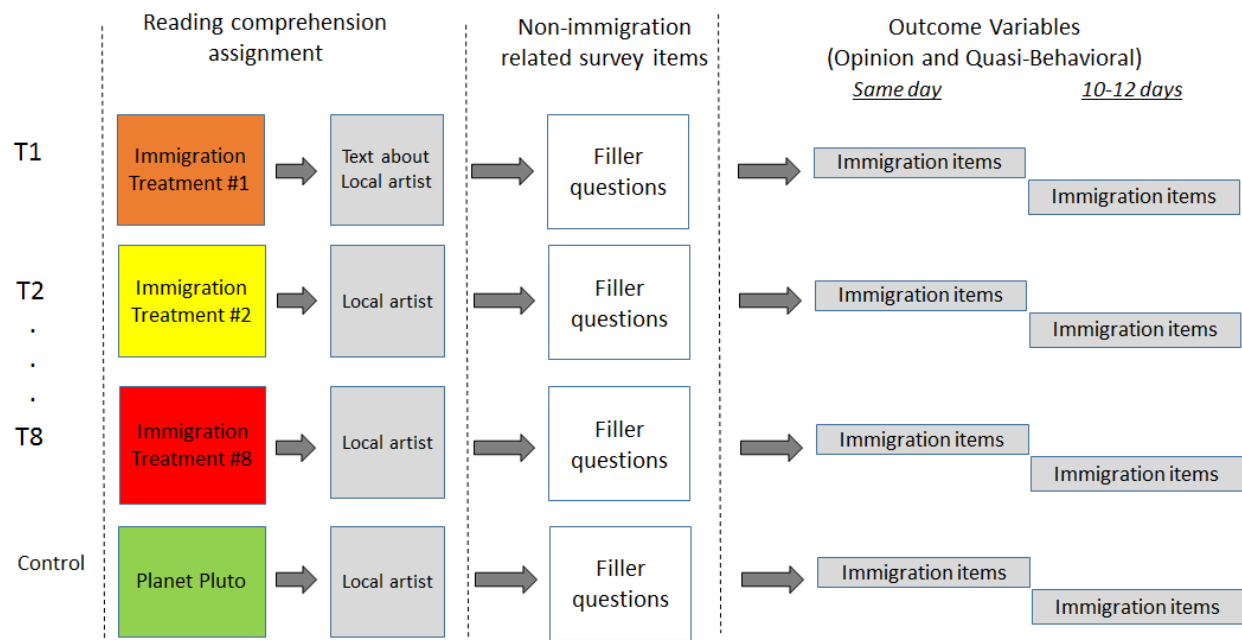 Reading comprehension
assignment
Non-immigration
related survey items
Outcome Variables
(Opinion and Quasi-Behavioral)
Same day
10-12 days
T1
Immigration
Treatment #1
Text about
Local artist
Filler
questions
Immigration items
Immigration items
T2
Immigration
Treatment #2
Local artist
Filler
questions
Immigration items
Immigration items
.
.
.
T8
Immigration
Treatment #8
Local artist
Filler
questions
Immigration items
Immigration items
Control
Planet Pluto
Local artist
Filler
questions
Immigration items
Immigration items